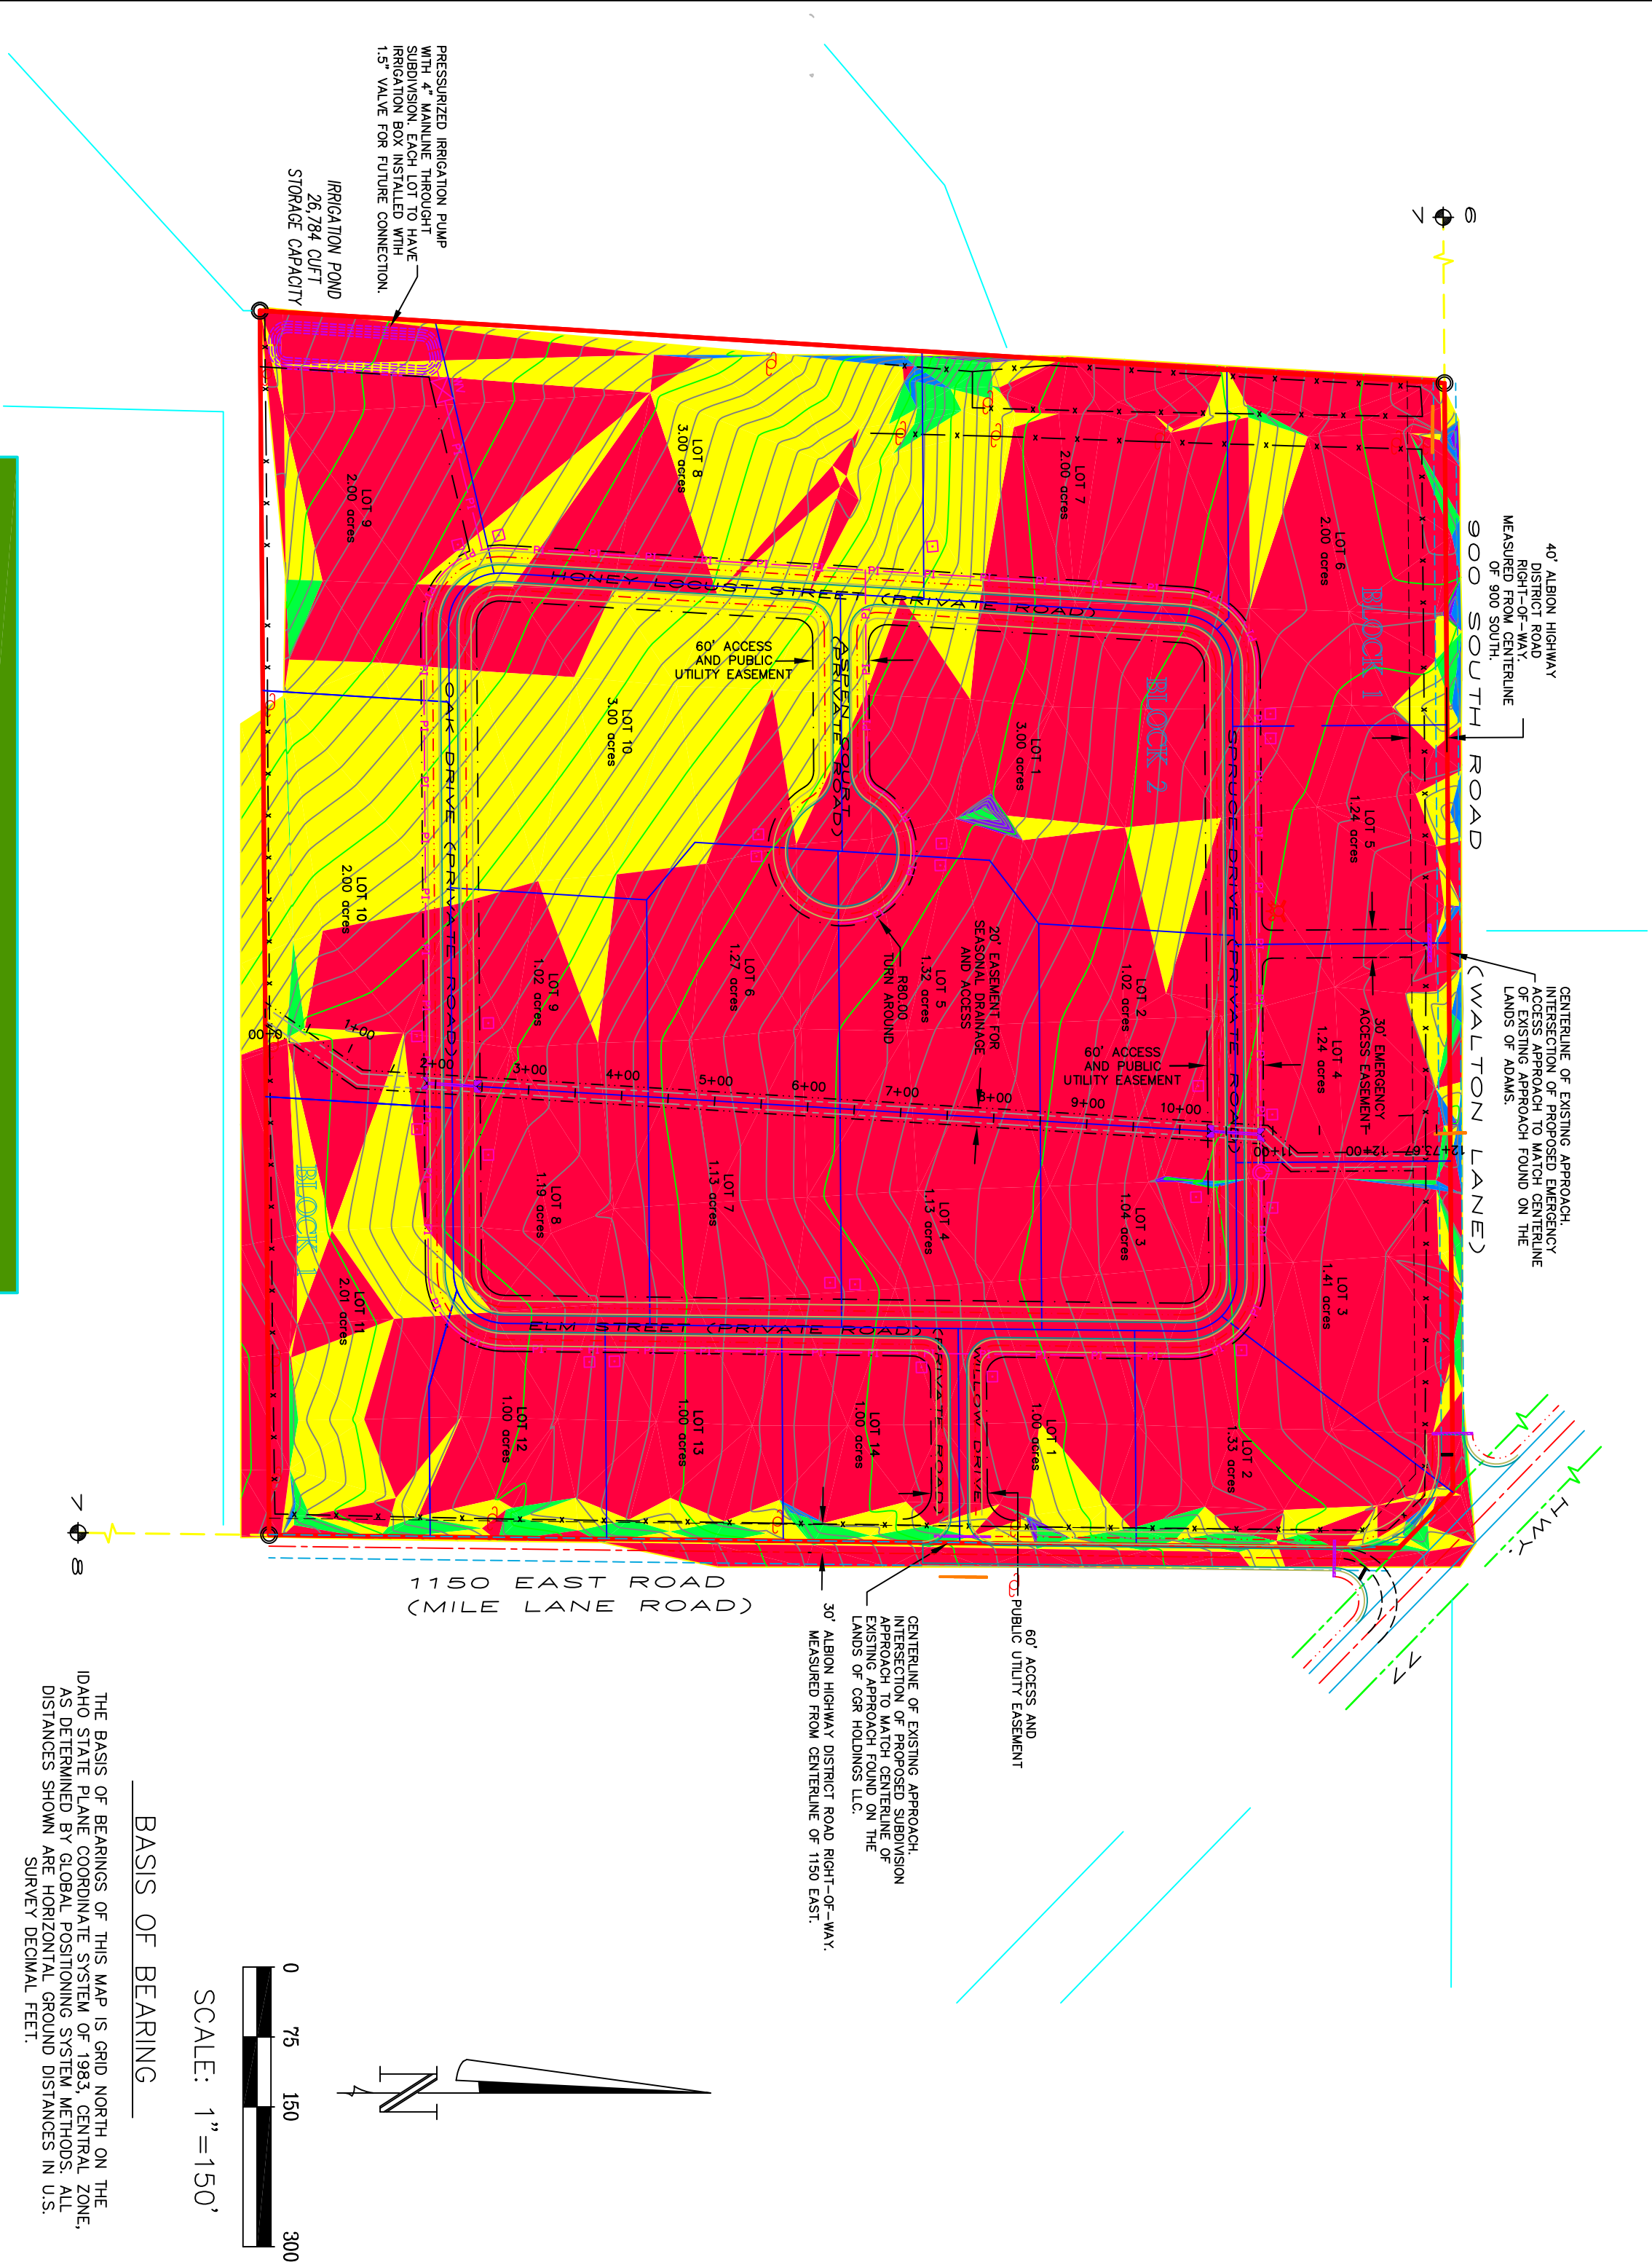 PRESSURIZED IRRIGATION PUMP
WITH 4" MAINLINE THROUGHT
SUBDIVISION. EACH LOT TO HAVE
IRRIGATION BOX INSTALLED WTIH
1.5" VALVE FOR FUTURE CONNECTION.
IRRIGATION POND
26,784 CUFT
STORAGE CAPACITY
6
7
40' ALBION HIGHWAY
DISTRICT ROAD
RIGHT-OF-WAY.
MEASURED FROM CENTERLINE
OF 900 SOUTH.
900 SOUTH ROAD
(WALTON LANE)
CENTERLINE OF EXISTING APPROACH.
INTERSECTION OF PROPOSED EMERGENCY
ACCESS APPROACH TO MATCH CENTERLINE
OF EXISTING APPROACH FOUND ON THE
LANDS OF ADAMS.
HWY.
77
BLOCK 1
LOT 6
2.00 acres
LOT 7
2.00 acres
LOT 8
3.00 acres
LOT 9
2.00 acres
LOT 5
1.24 acres
30' EMERGENCY
ACCESS EASEMENT
LOT 4
1.24 acres
LOT 3
1.41 acres
LOT 2
1.33 acres
LOT 1
1.00 acres
LOT 14
1.00 acres
LOT 13
1.00 acres
LOT 12
1.00 acres
LOT 11
2.01 acres
LOT 10
2.00 acres
BLOCK 1
HONEY LOCUST STREET (PRIVATE ROAD)
SPRUCE DRIVE (PRIVATE ROAD)
OAK DRIVE (PRIVATE ROAD)
ELM STREET (PRIVATE ROAD)
WILLOW DRIVE
(PRIVATE ROAD)
ASPEN COURT
(PRIVATE ROAD)
60' ACCESS
AND PUBLIC
UTILITY EASEMENT
BLOCK 2
LOT 1
3.00 acres
LOT 2
1.02 acres
LOT 3
1.04 acres
LOT 4
1.13 acres
LOT 5
1.32 acres
LOT 6
1.27 acres
LOT 7
1.13 acres
LOT 8
1.19 acres
LOT 9
1.02 acres
LOT 10
3.00 acres
R80.00
TURN AROUND
20' EASEMENT FOR
SEASONAL DRAINAGE
AND ACCESS
60' ACCESS
AND PUBLIC
UTILITY EASEMENT
0+00
1+00
2+00
3+00
4+00
5+00
6+00
7+00
8+00
9+00
10+00
11+00
12+00
12+73.67
7
8
1150 EAST ROAD
(MILE LANE ROAD)
60' ACCESS AND
PUBLIC UTILITY EASEMENT
CENTERLINE OF EXISTING APPROACH.
INTERSECTION OF PROPOSED SUBDIVISION
APPROACH TO MATCH CENTERLINE OF
EXISTING APPROACH FOUND ON THE
LANDS OF CGR HOLDINGS LLC.
30' ALBION HIGHWAY DISTRICT ROAD RIGHT-OF-WAY.
MEASURED FROM CENTERLINE OF 1150 EAST.
N
0 75 150 300
SCALE: 1"=150'
BASIS OF BEARING
THE BASIS OF BEARINGS OF THIS MAP IS GRID NORTH ON THE
IDAHO STATE PLANE COORDINATE SYSTEM OF 1983, CENTRAL ZONE,
AS DETERMINED BY GLOBAL POSITIONING SYSTEM METHODS. ALL
DISTANCES SHOWN ARE HORIZONTAL GROUND DISTANCES IN U.S.
SURVEY DECIMAL FEET.